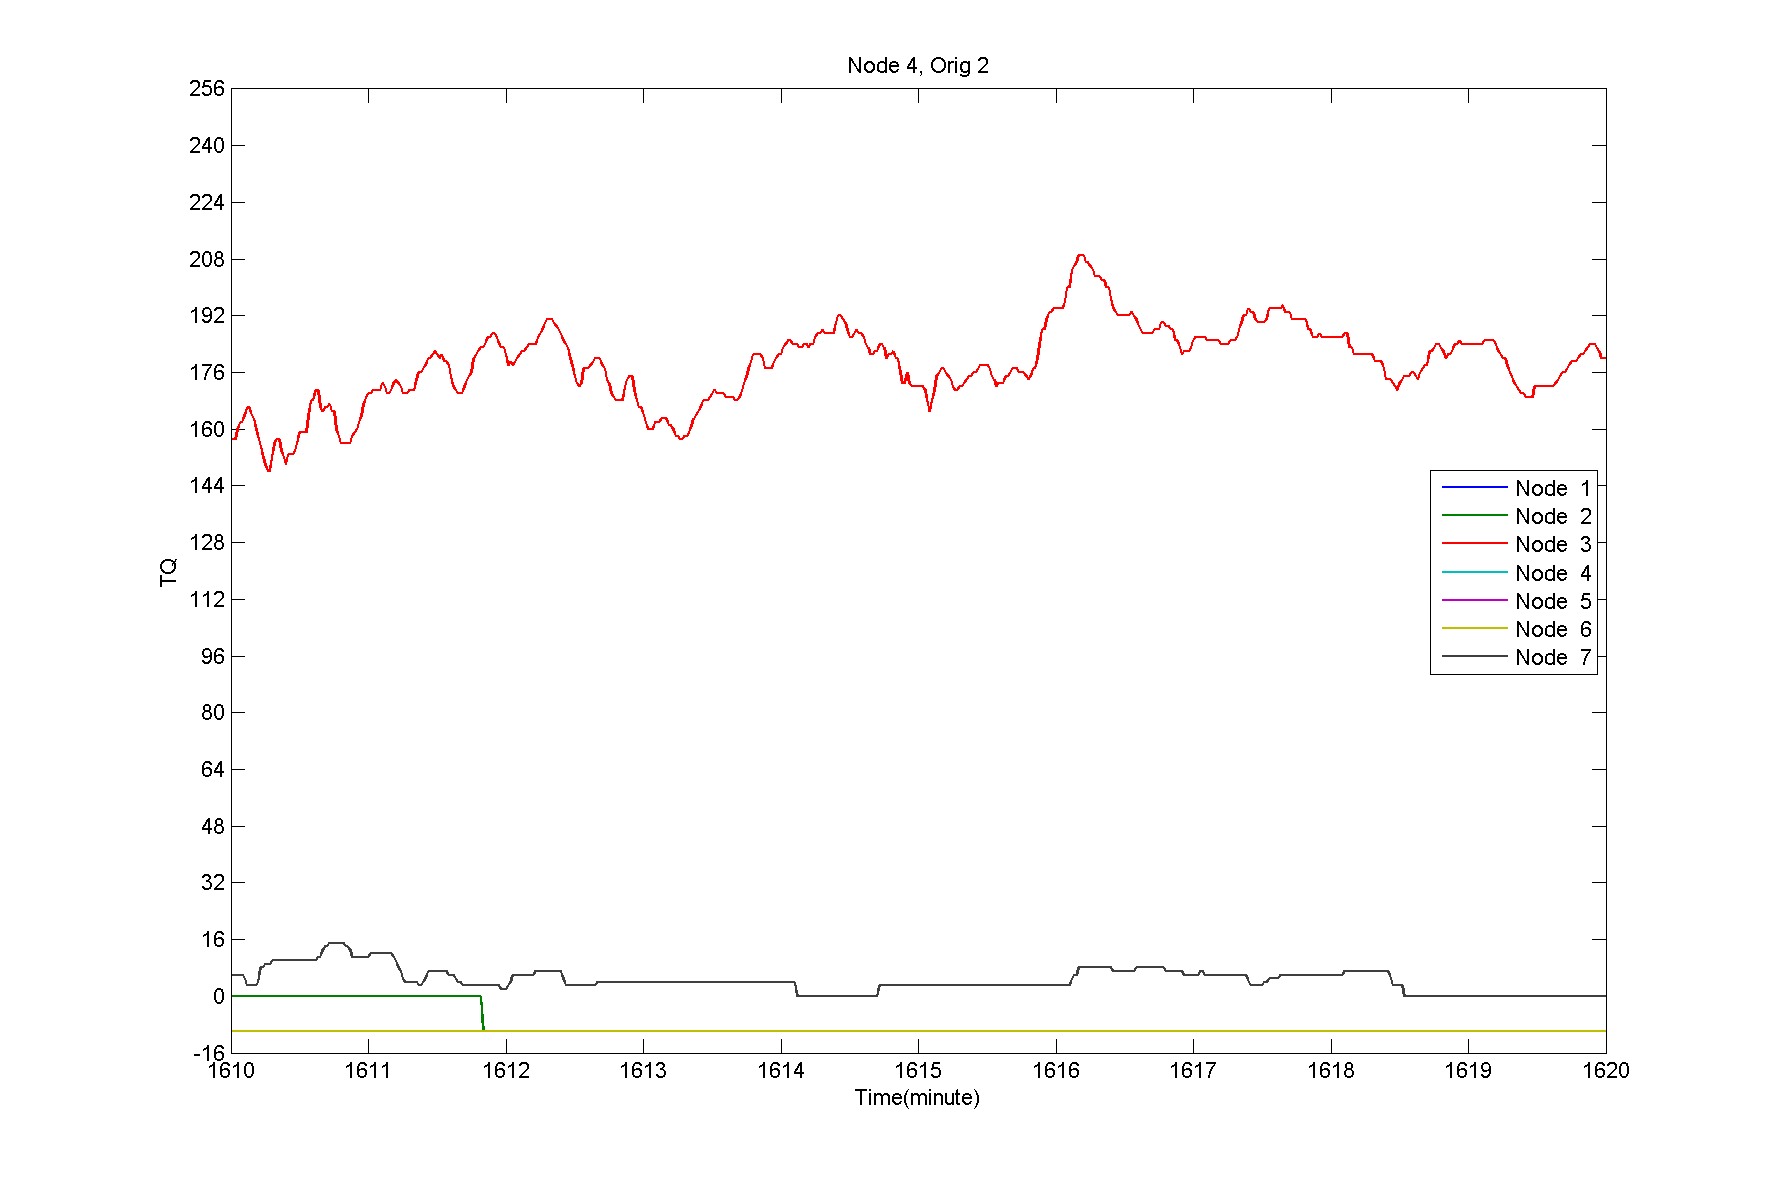 Node 4, Orig 2
256
240
224
208
192
176
160
144
128
112
96
80
64
48
32
16
0
-16
TQ
Node 1
Node 2
Node 3
Node 4
Node 5
Node 6
Node 7
1610 1611 1612 1613 1614 1615 1616 1617 1618 1619 1620
Time(minute)